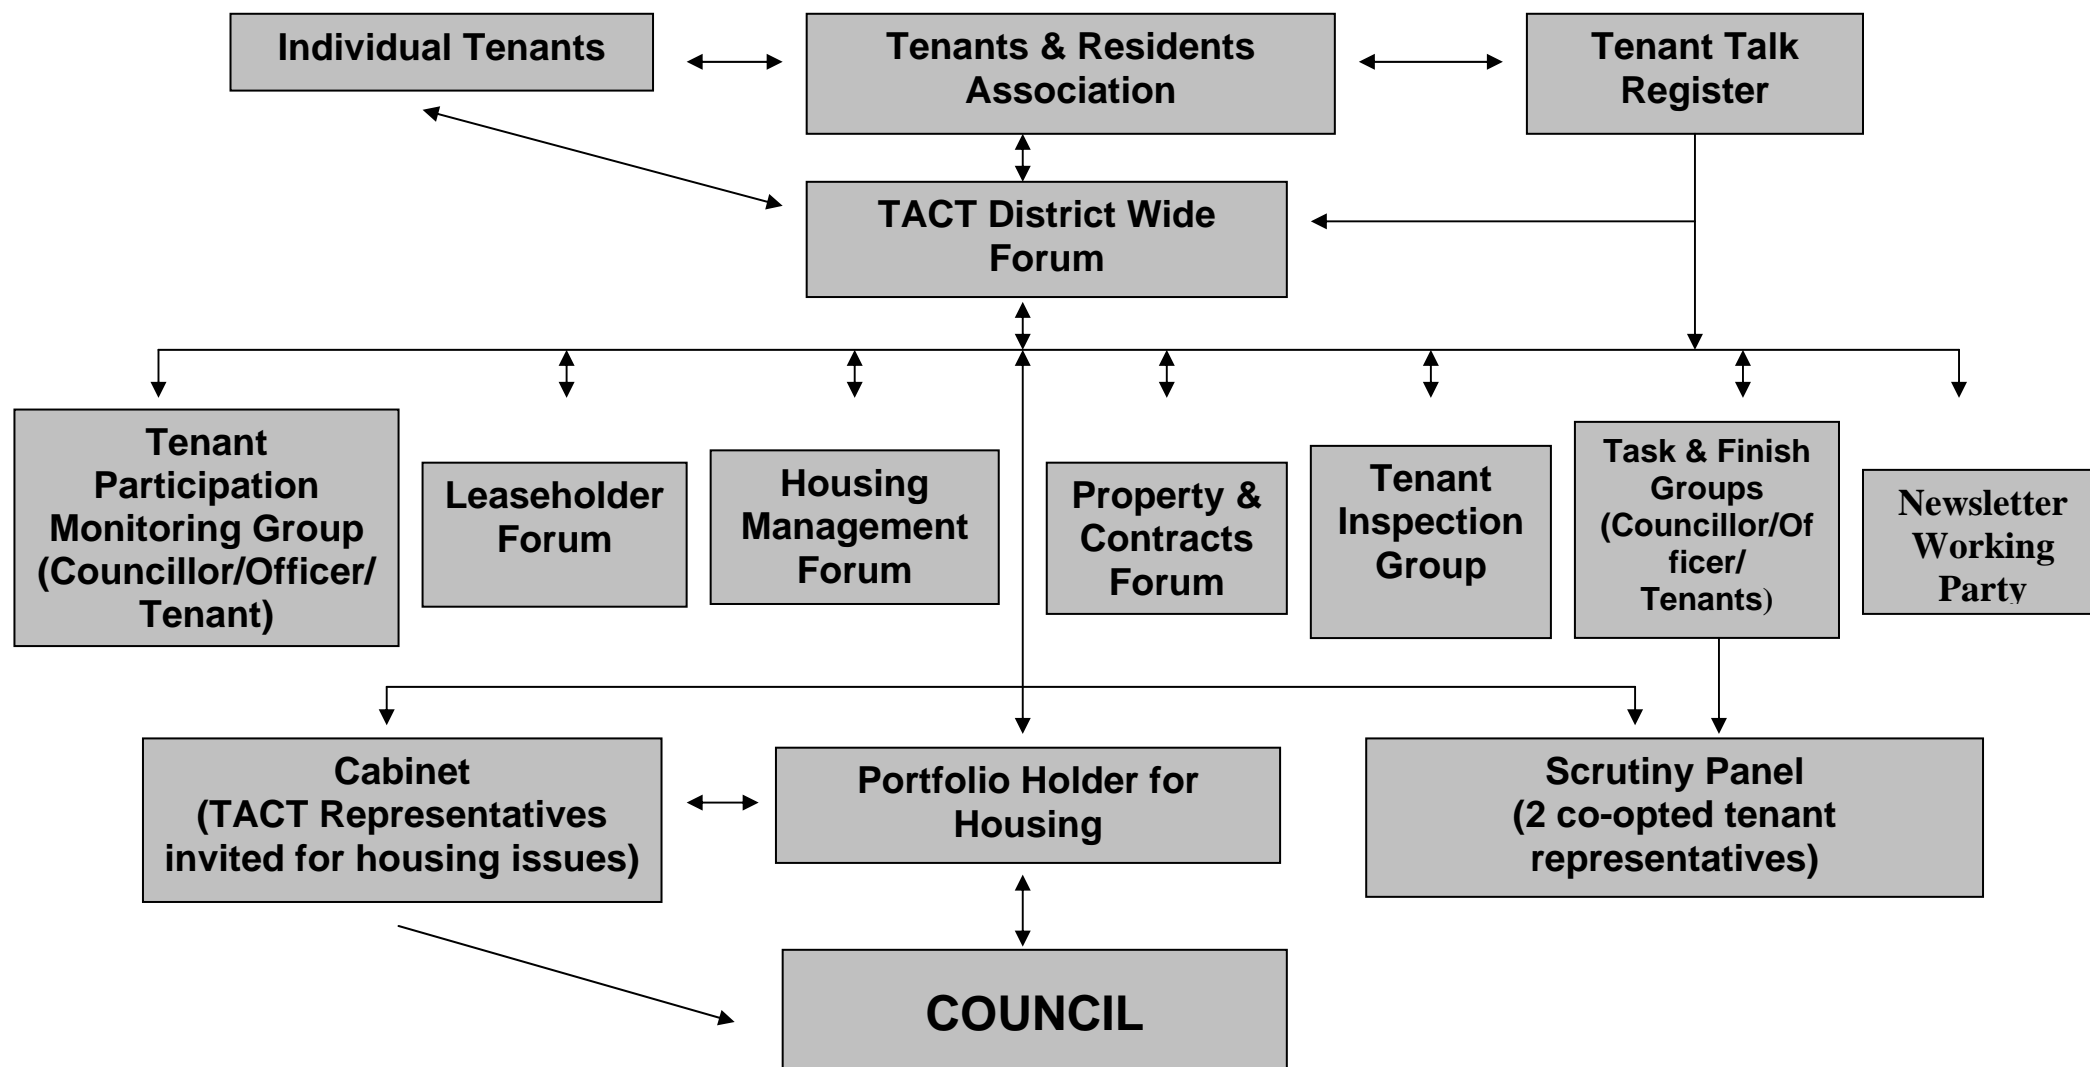 Individual Tenants
Tenants & Residents
Association
Tenant Talk
Register
TACT District Wide
Forum
Tenant
Participation
Monitoring Group
(Councillor/Officer/
Tenant)
Leaseholder
Forum
Housing
Management
Forum
Property &
Contracts
Forum
Tenant
Inspection
Group
Task & Finish
Groups
(Councillor/Of
ficer/
Tenants)
Newsletter
Working
Party
Cabinet
(TACT Representatives
invited for housing issues)
Portfolio Holder for
Housing
Scrutiny Panel
(2 co-opted tenant
representatives)
COUNCIL